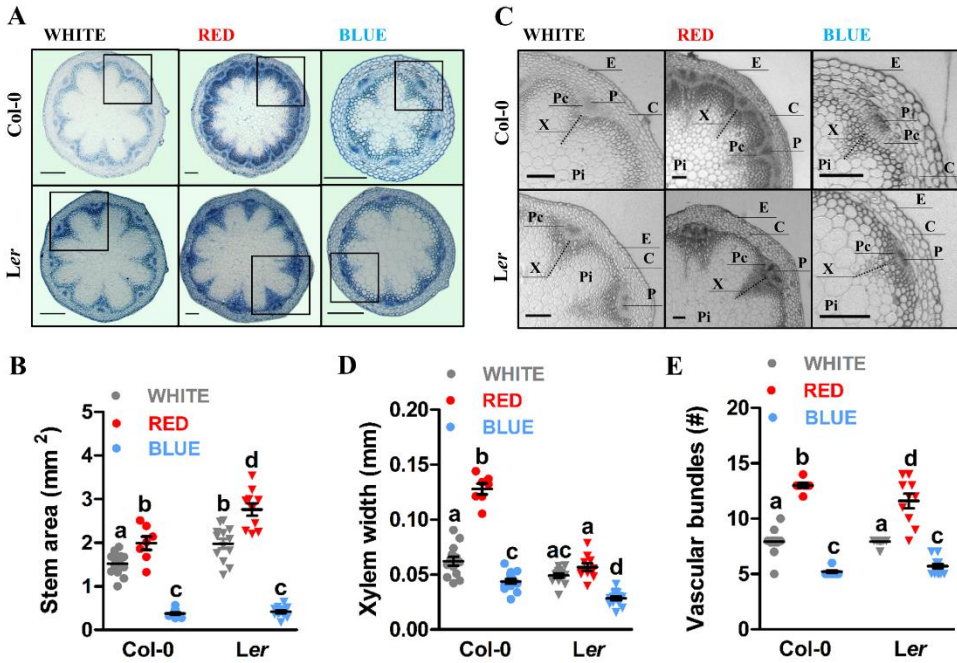 A
WHITE RED BLUE
Col-0
Ler
C
WHITE RED BLUE
Col-0
E
Pc
P
C
X
Pi
E
X
C
Pc
P
Pi
E
Pi
X
Pc
Pi
C
Ler
Pc
E
C
X
Pi
P
E
C
Pc
P
X
Pi
E
C
Pc
P
X
Pi
B
WHITE
RED
BLUE
Stem area (mm 2)
5
4
3
2
1
0
a b c b d c
Col-0 Ler
D
WHITE
RED
BLUE
Xylem width (mm)
0.20
0.15
0.10
0.05
0.00
a b c ac a d
Col-0 Ler
E
WHITE
RED
BLUE
Vascular bundles (#)
15
10
5
0
a b c a d c
Col-0 Ler